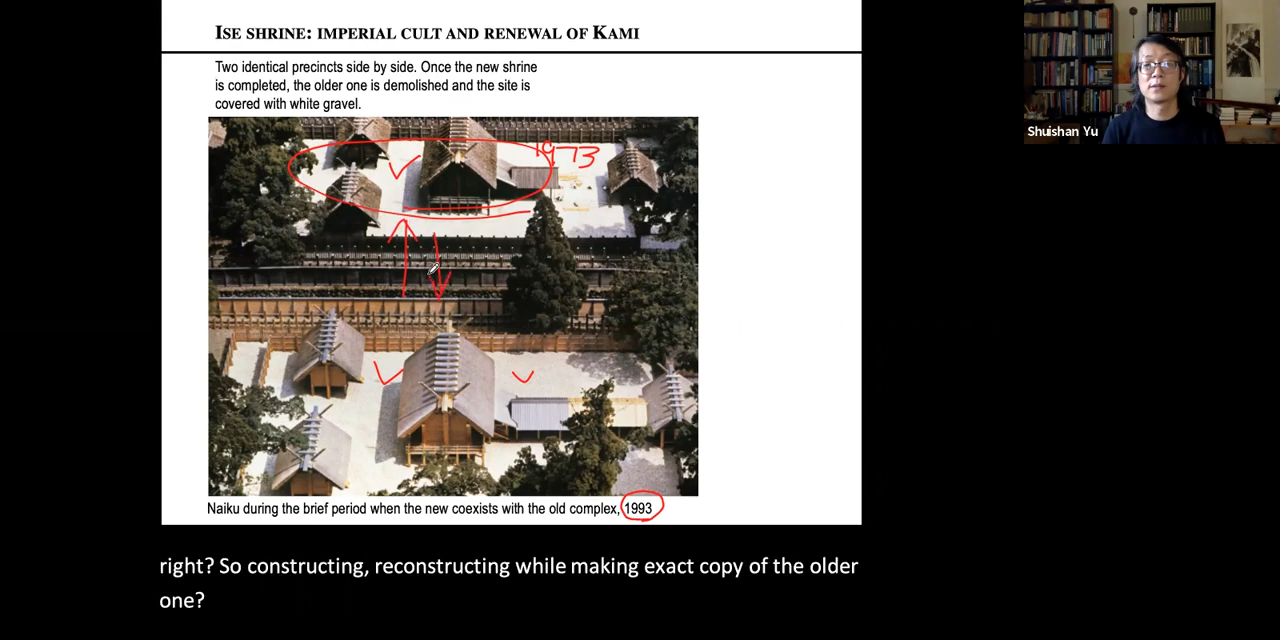 ISE SHRINE: IMPERIAL CULT AND RENEWAL OF KAMI
Two identical precincts side by side. Once the new shrine
is completed, the older one is demolished and the site is
covered with white gravel.
1973
Naiku during the brief period when the new coexists with the old complex, 1993
Shuishan Yu
right? So constructing, reconstructing while making exact copy of the older
one?